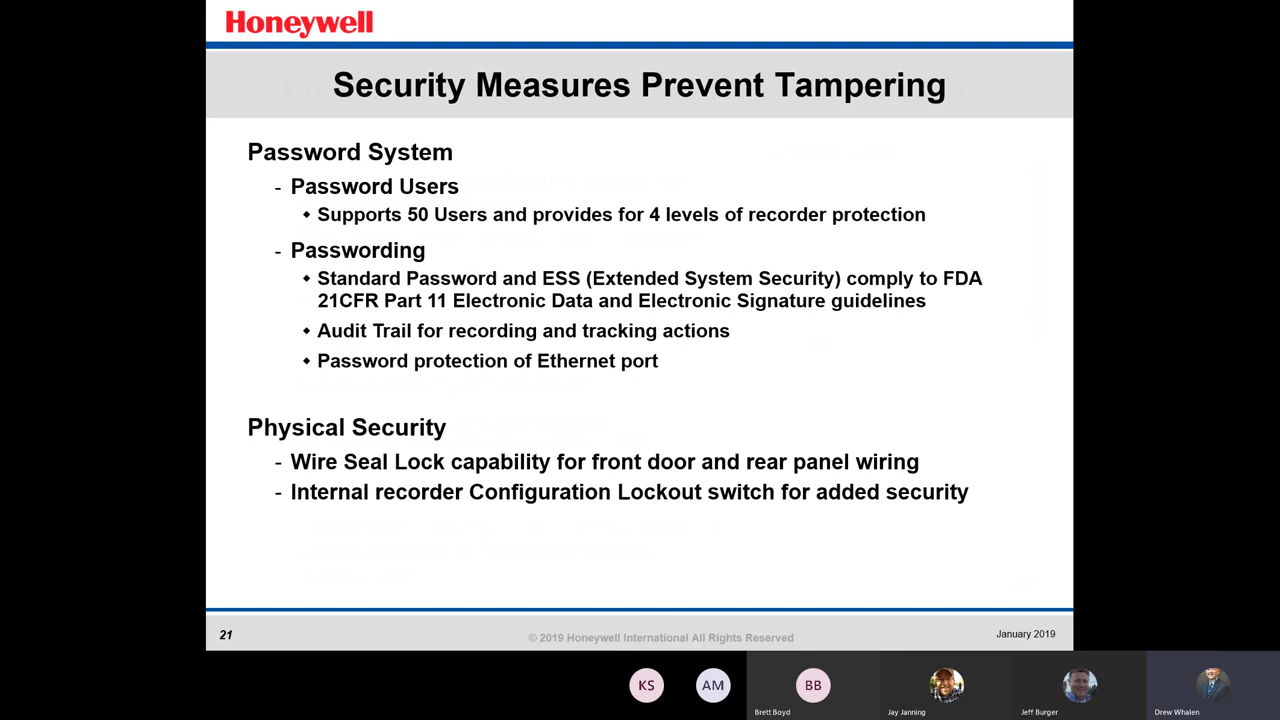 Honeywell
Security Measures Prevent Tampering
Password System
- Password Users
Supports 50 Users and provides for 4 levels of recorder protection
- Passwording
Standard Password and ESS (Extended System Security) comply to FDA
21CFR Part 11 Electronic Data and Electronic Signature guidelines
Audit Trail for recording and tracking actions
Password protection of Ethernet port
Physical Security
- Wire Seal Lock capability for front door and rear panel wiring
- Internal recorder Configuration Lockout switch for added security
21
© 2019 Honeywell International All Rights Reserved
January 2019
KS
AM
BB
Brett Boyd
Jay Janning
Jeff Burger
Drew Whalen